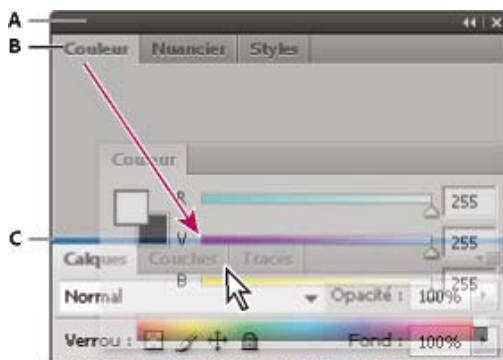 A
B Couleur Nuancier Styles
Couleur
R 255
C V 255
Calques Couches Traces
B 255
Normal Opacité : 100%
Verrou : Fond : 100%